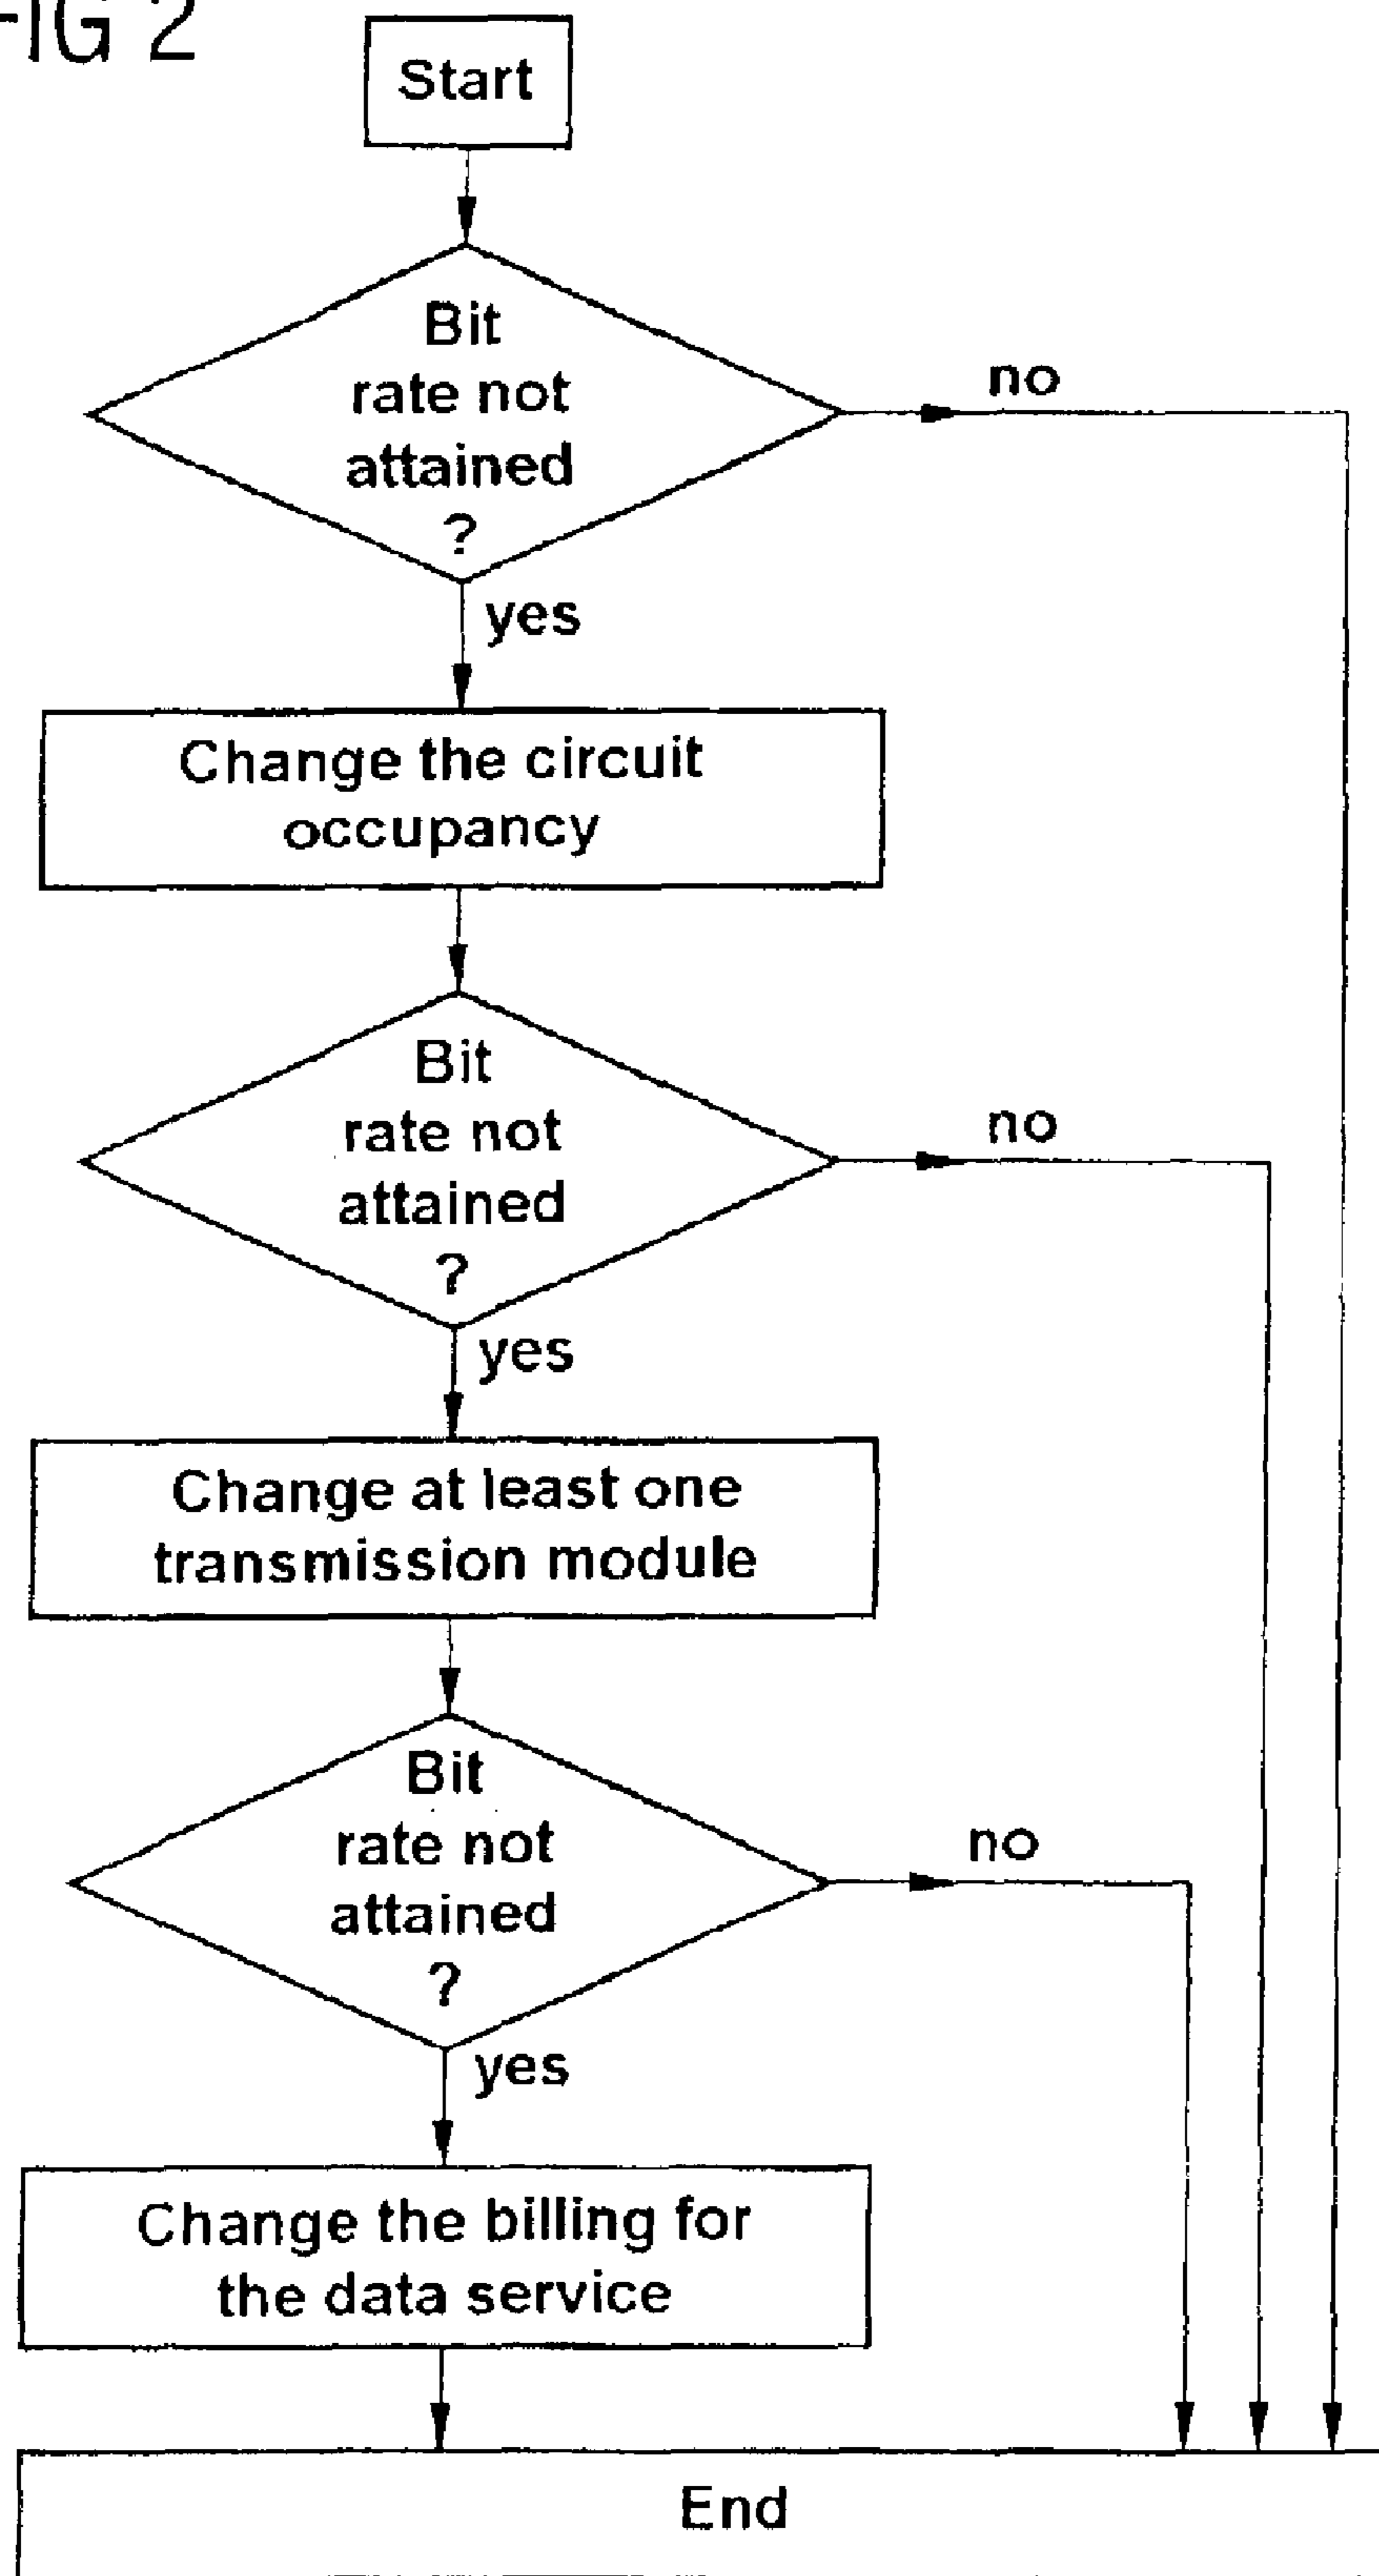 FIG 2
Start
Bit
rate not
attained
?
no
yes
Change the circuit
occupancy
Bit
rate not
attained
?
no
yes
Change at least one
transmission module
Bit
rate not
attained
?
no
yes
Change the billing for
the data service
End